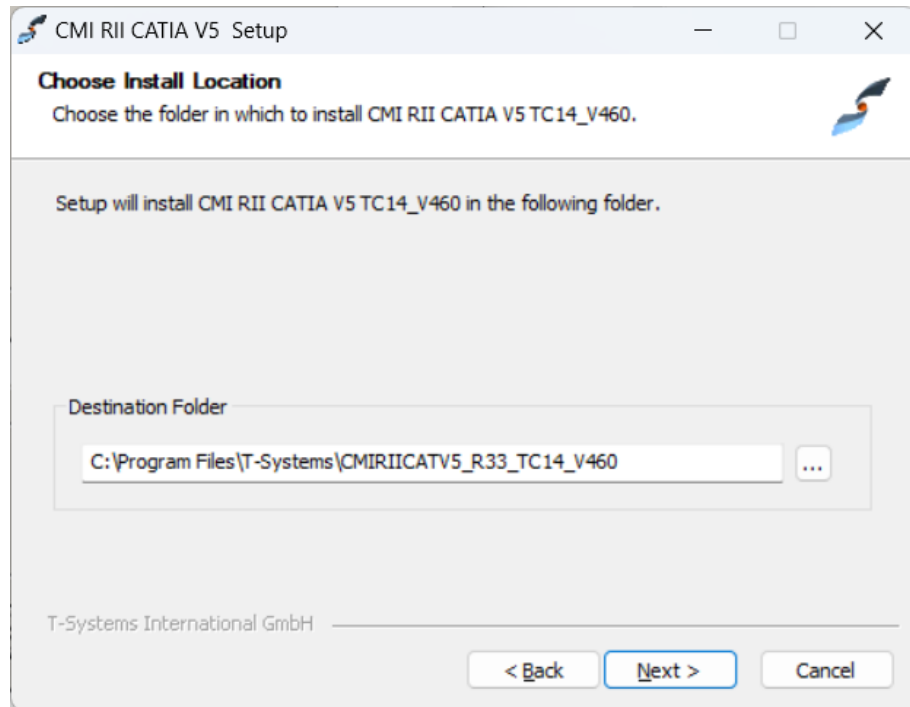 CMI RII CATIA V5  Setup
Choose Install Location
Choose the folder in which to install CMI RII CATIA V5 TC14_V460.
Setup will install CMI RII CATIA V5 TC14_V460 in the following folder.
Destination Folder
C:\Program Files\T-Systems\CMIRIICATV5_R33_TC14_V460
...
T-Systems International GmbH
< Back
Next >
Cancel